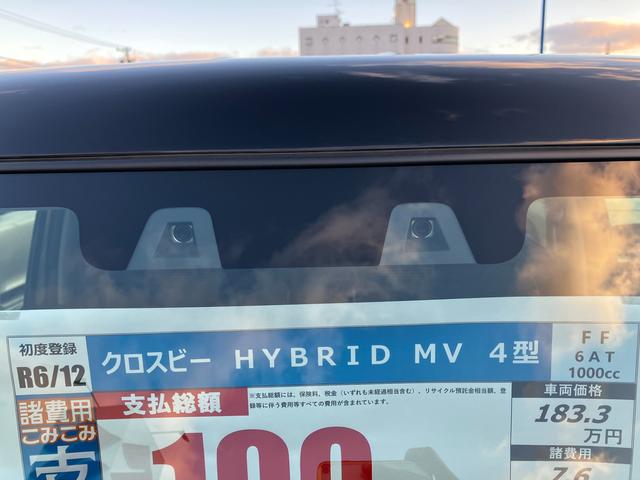 初度登録
R6/12
クロスビー HYBRID MV 4型
FF
6AT
1000cc
諸費用
こみこみ
支
支払総額
※支払総額には、保険料、税金（いずれも未経過相当含む）、リサイクル預託金相当額、登
録等に伴う費用等すべての費用が含まれています。
車両価格
183.3
万円
諸費用
7.6